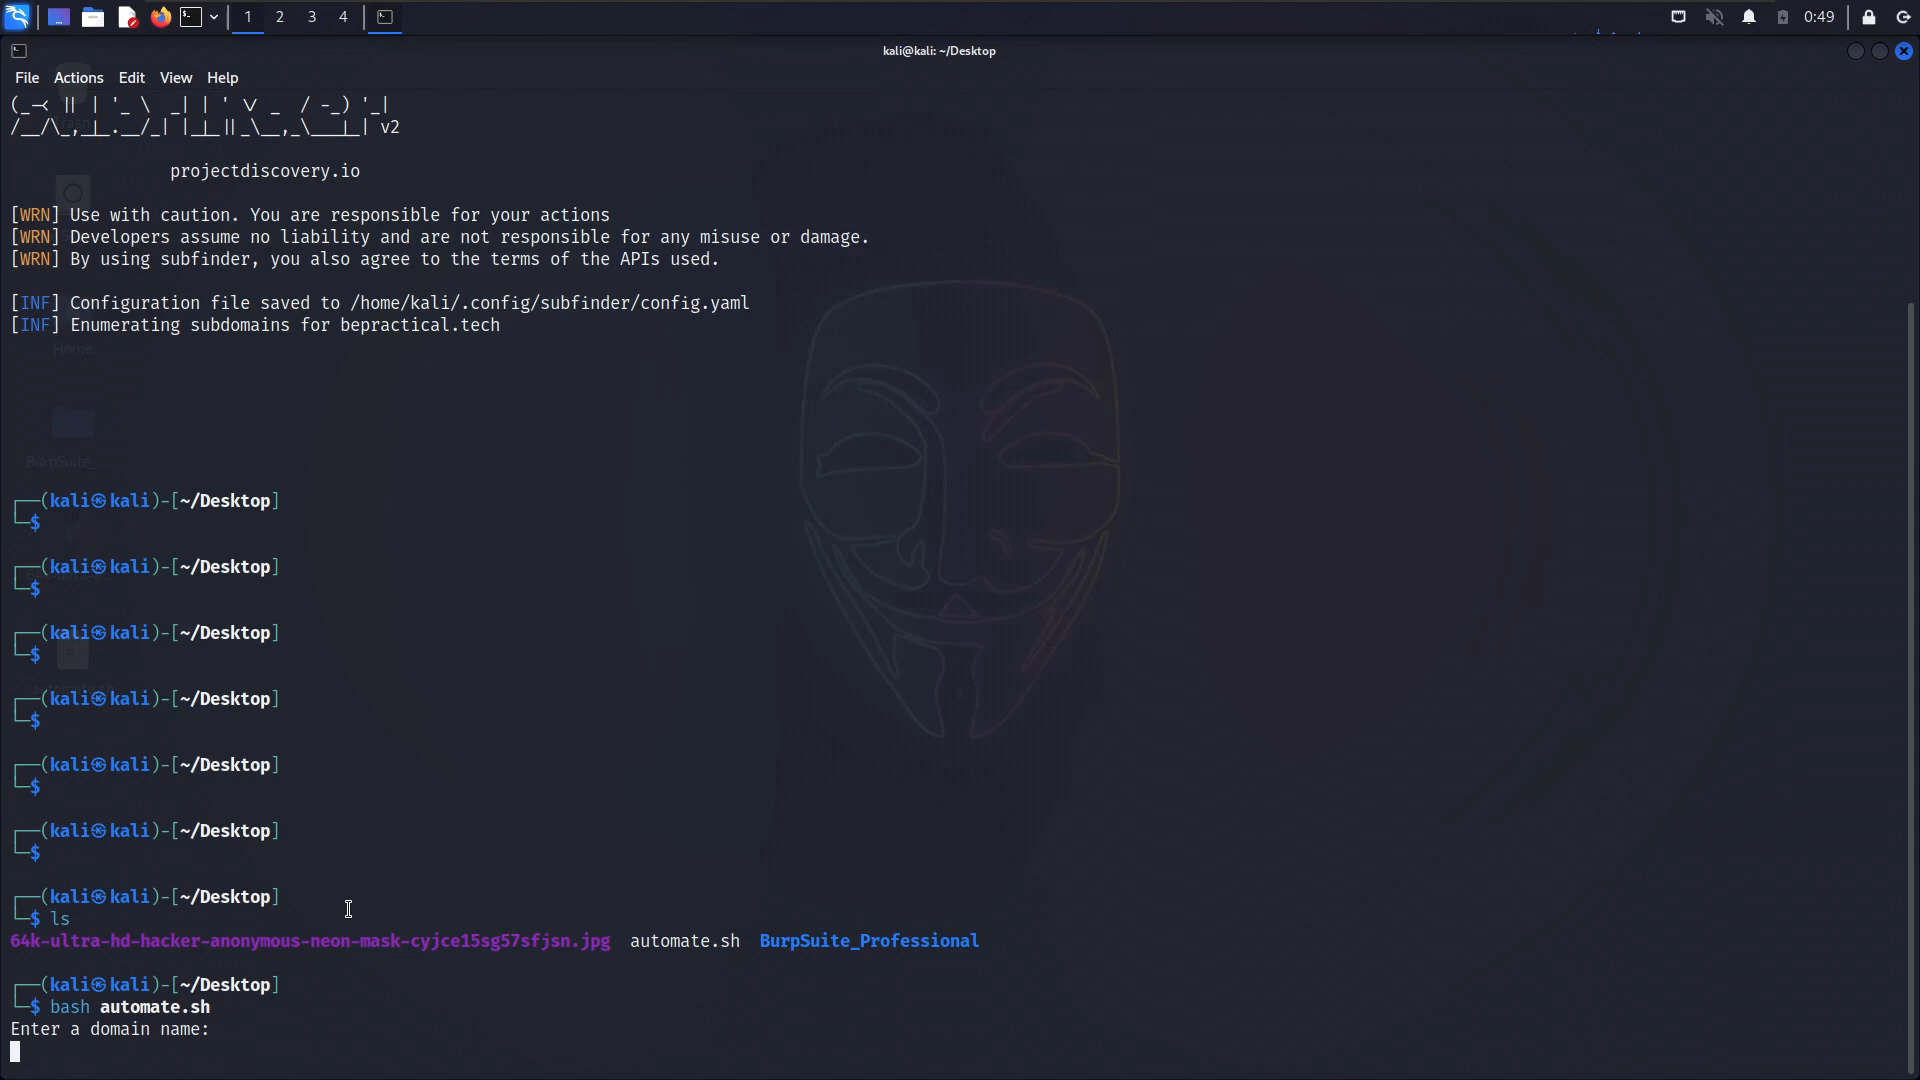 1 2 3 4 0:49
kali@kali: ~/Desktop
File Actions Edit View Help
v2
projectdiscovery.io
[WRN] Use with caution. You are responsible for your actions
[WRN] Developers assume no liability and are not responsible for any misuse or damage.
[WRN] By using subfinder, you also agree to the terms of the APIs used.
[INF] Configuration file saved to /home/kali/.config/subfinder/config.yaml
[INF] Enumerating subdomains for bepractical.tech
Home
BurpSuite_...
┌──(kali㉿kali)-[~/Desktop]
└─$
┌──(kali㉿kali)-[~/Desktop]
└─$
┌──(kali㉿kali)-[~/Desktop]
└─$
┌──(kali㉿kali)-[~/Desktop]
└─$
┌──(kali㉿kali)-[~/Desktop]
└─$
┌──(kali㉿kali)-[~/Desktop]
└─$
┌──(kali㉿kali)-[~/Desktop]
└─$ ls
64k-ultra-hd-hacker-anonymous-neon-mask-cyjce15sg57sfjsn.jpg automate.sh BurpSuite_Professional
┌──(kali㉿kali)-[~/Desktop]
└─$ bash automate.sh
Enter a domain name: